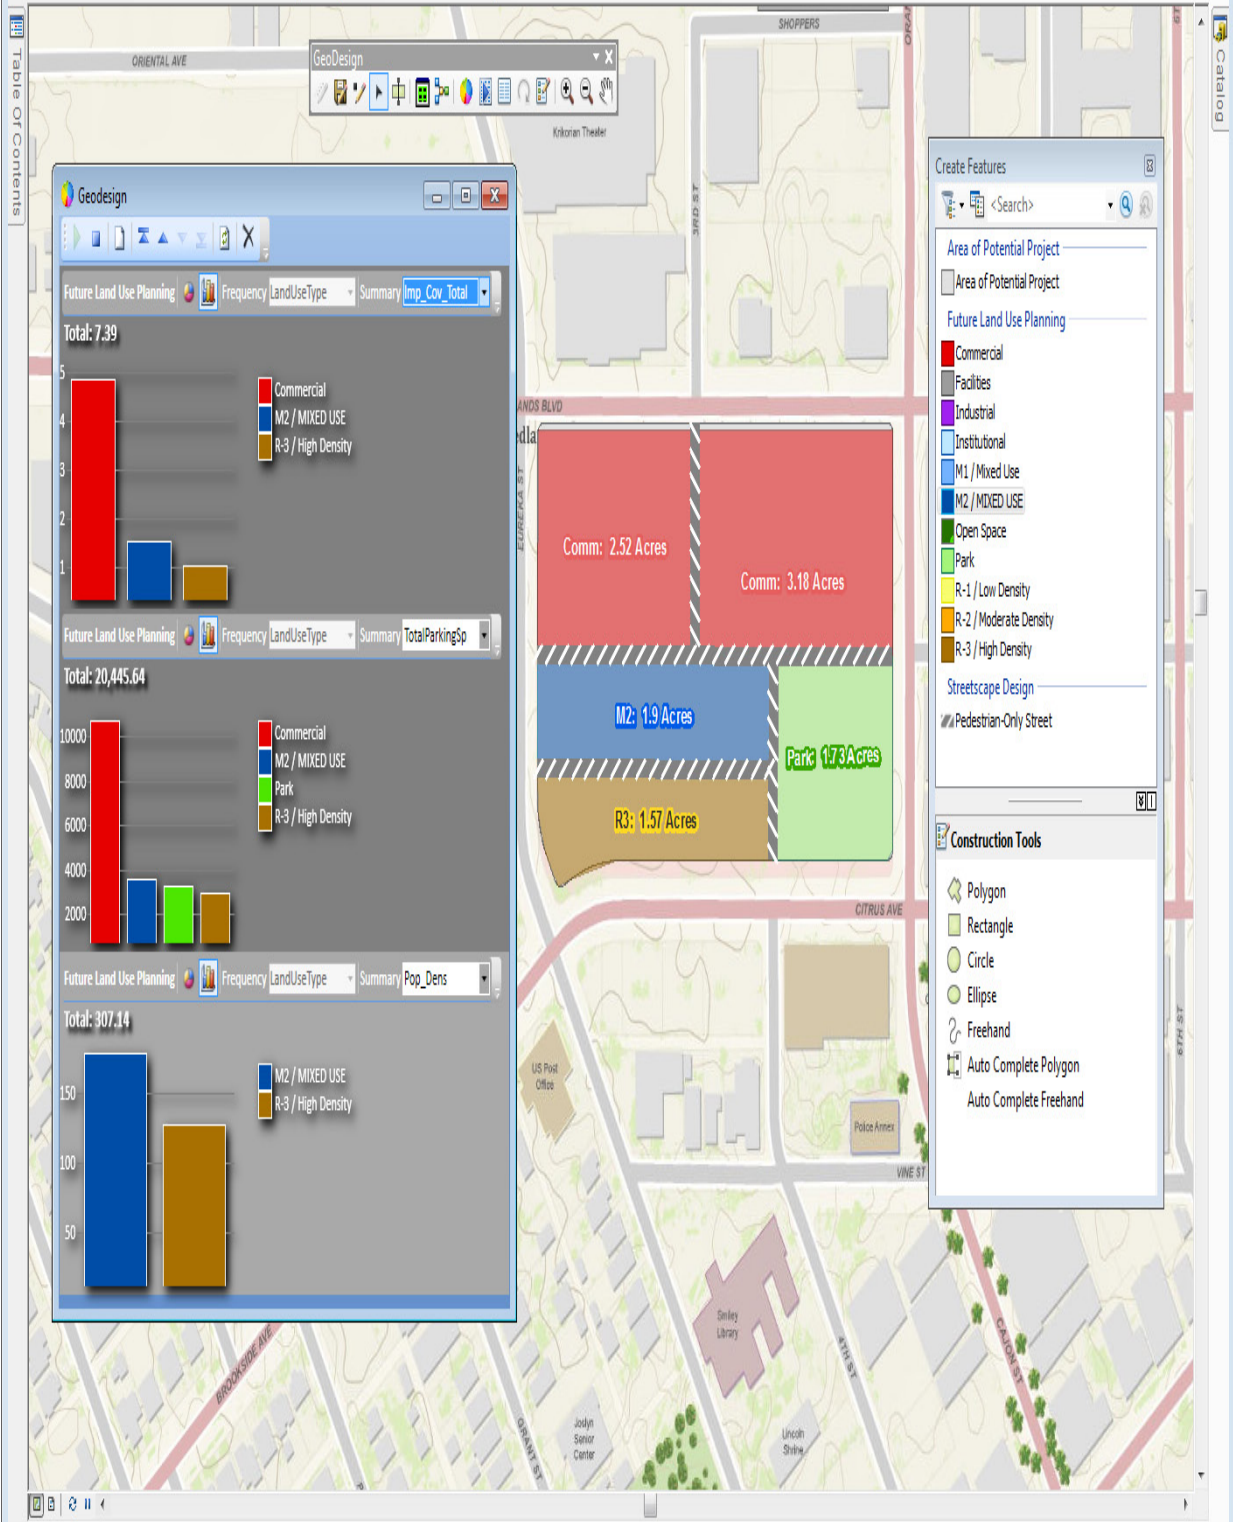 Table Of Contents
Catalog
SHOPPERS
ORIENTAL AVE
GeoDesign
Krikorian Theater
3RD ST
6T
Geodesign
Future Land Use Planning Frequency LandUseType Summary Imp_Cov_Total
Total: 7.39
5
4
3
2
1
Commercial
M2 / MIXED USE
R-3 / High Density
Future Land Use Planning Frequency LandUseType Summary TotalParkingSp
Total: 20,445.64
10000
8000
6000
4000
2000
Commercial
M2 / MIXED USE
Park
R-3 / High Density
Future Land Use Planning Frequency LandUseType Summary Pop_Dens
Total: 307.14
150
100
50
M2 / MIXED USE
R-3 / High Density
ANDS BLVD
dla
EUREKA ST
Comm: 2.52 Acres
Comm: 3.18 Acres
M2: 1.9 Acres
Park: 1.73 Acres
R3: 1.57 Acres
CITRUS AVE
US Post
Office
Police Annex
VINE ST
6TH ST
Smiley
Library
4TH ST
CAJON ST
BROOKSIDE AVE
GRANT ST
Joslyn
Senior
Center
Lincoln
Shrine
Create Features
<Search>
Area of Potential Project
Area of Potential Project
Future Land Use Planning
Commercial
Facilities
Industrial
Institutional
M1 / Mixed Use
M2 / MIXED USE
Open Space
Park
R-1 / Low Density
R-2 / Moderate Density
R-3 / High Density
Streetscape Design
Pedestrian-Only Street
Construction Tools
Polygon
Rectangle
Circle
Ellipse
Freehand
Auto Complete Polygon
Auto Complete Freehand